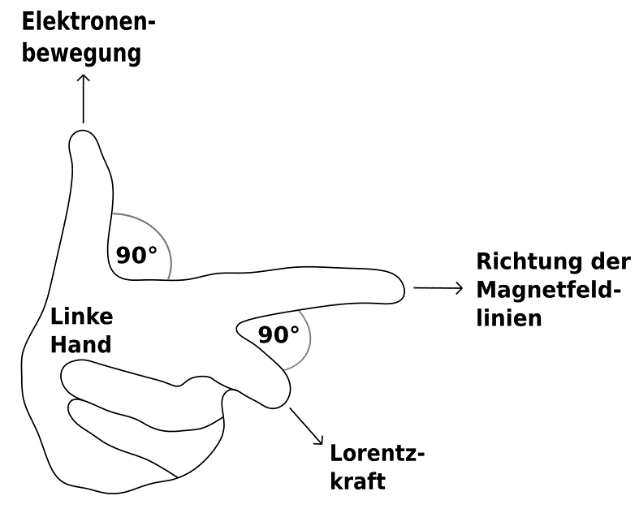 Elektronen-
bewegung
90°
Richtung der
Magnetfeld-
linien
Linke
Hand
90°
Lorentz-
kraft